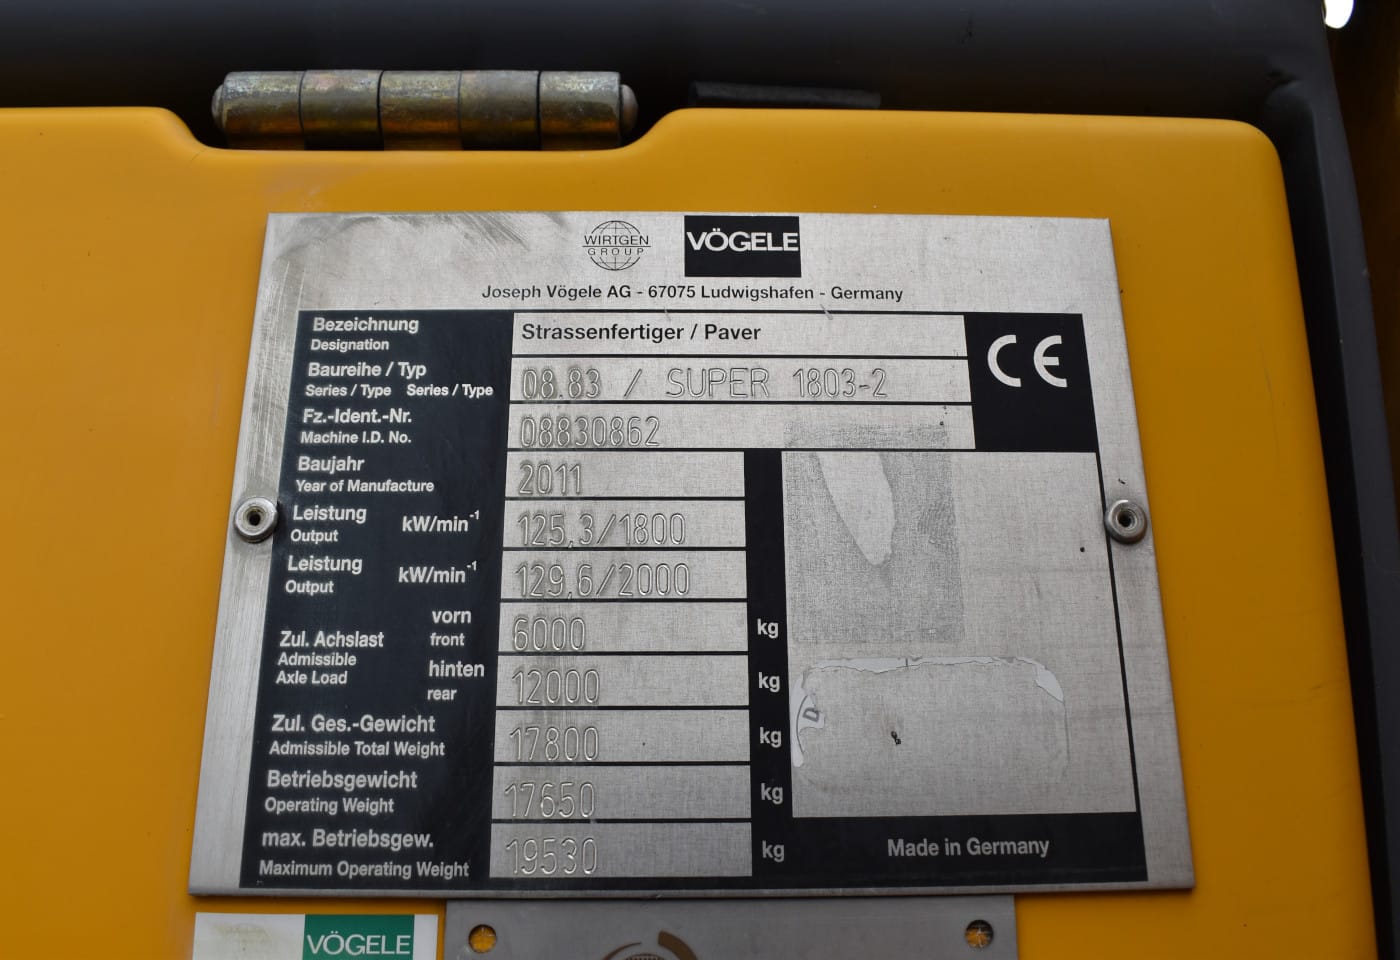 WIRTGEN
GROUP
VÖGELE
Joseph Vögele AG - 67075 Ludwigshafen - Germany
Bezeichnung
Designation
Strassenfertiger / Paver
CE
Baureihe / Typ
Series / Type Series / Type
08.83 / SUPER 1803-2
Fz.-Ident.-Nr.
Machine I.D. No.
08830862
Baujahr
Year of Manufacture
2011
Leistung
Output
kW/min-1
125,3/1800
Leistung
Output
kW/min-1
129,6/2000
Zul. Achslast
Admissible
Axle Load
vorn
front
6000 kg
hinten
rear
12000 kg
Zul. Ges.-Gewicht
Admissible Total Weight
17800 kg
Betriebsgewicht
Operating Weight
17650 kg
max. Betriebsgew.
Maximum Operating Weight
19530 kg
D
Made in Germany
VÖGELE